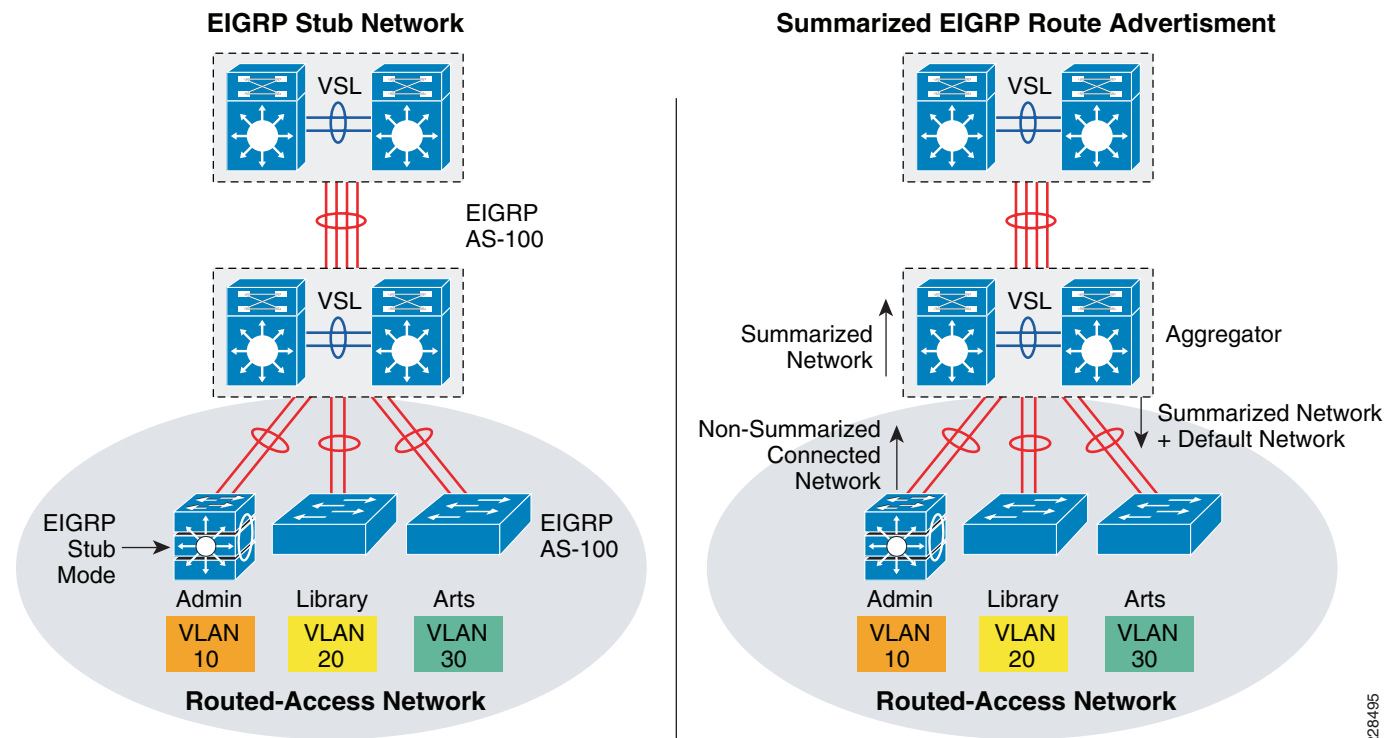 EIGRP Stub Network
VSL
EIGRP
AS-100
VSL
EIGRP
Stub
Mode
EIGRP
AS-100
Admin
Library
Arts
VLAN
10
VLAN
20
VLAN
30
Routed-Access Network
Summarized EIGRP Route Advertisment
VSL
VSL
Summarized
Network
Aggregator
Non-Summarized
Connected
Network
Summarized Network
+ Default Network
Admin
Library
Arts
VLAN
10
VLAN
20
VLAN
30
Routed-Access Network